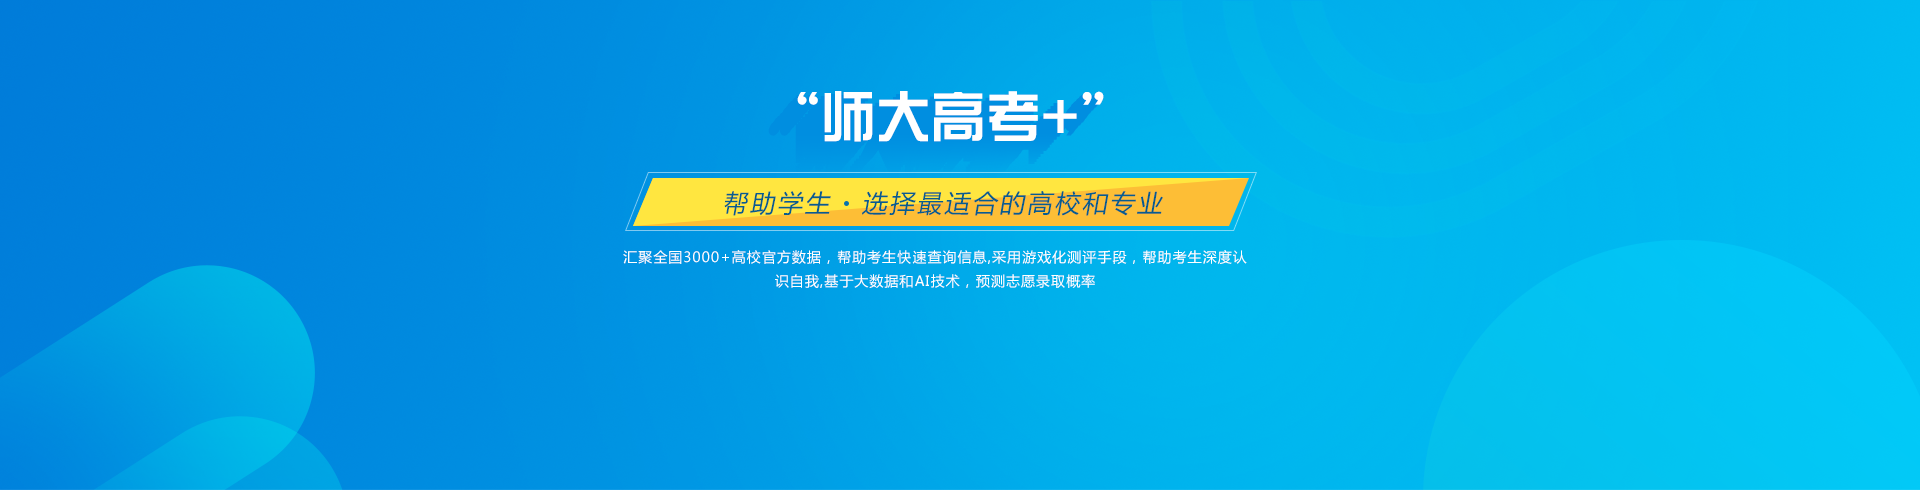 “师大高考+”
帮助学生·选择最适合的高校和专业
汇聚全国3000+高校官方数据，帮助考生快速查询信息,采用游戏化测评手段，帮助考生深度认
识自我,基于大数据和AI技术，预测志愿录取概率